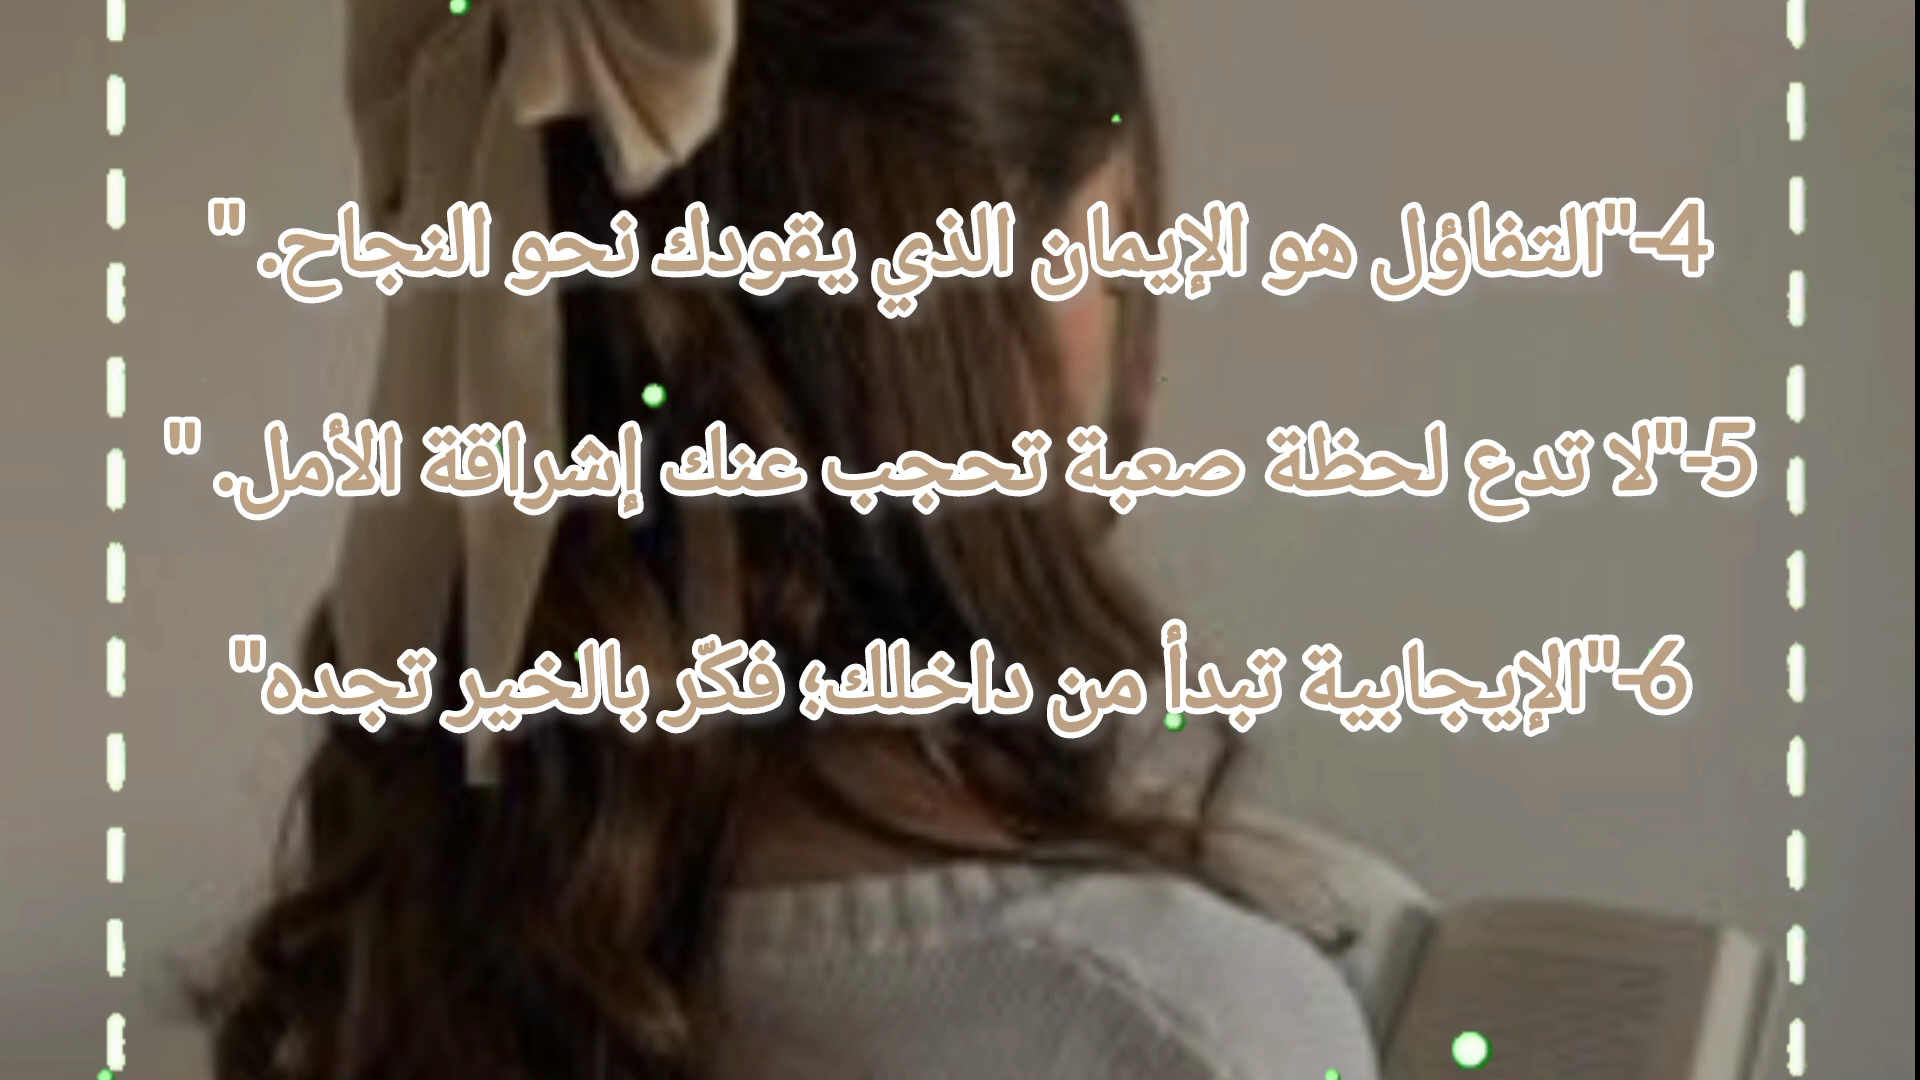 4-"التفاؤل هو الإيمان الذي يقودك نحو النجاح. "
5-"لا تدع لحظة صعبة تحجب عنك إشراقة الأمل. "
6-"الإيجابية تبدأ من داخلك؛ فكّر بالخير تجده"